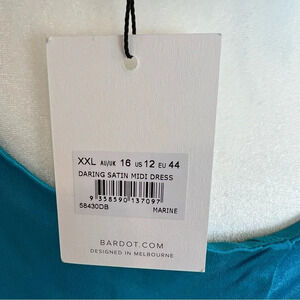 XXL AU/UK 16 US 12 EU 44
DARING SATIN MIDI DRESS
9 358590 137097
58430DB MARINE
BARDOT.COM
DESIGNED IN MELBOURNE